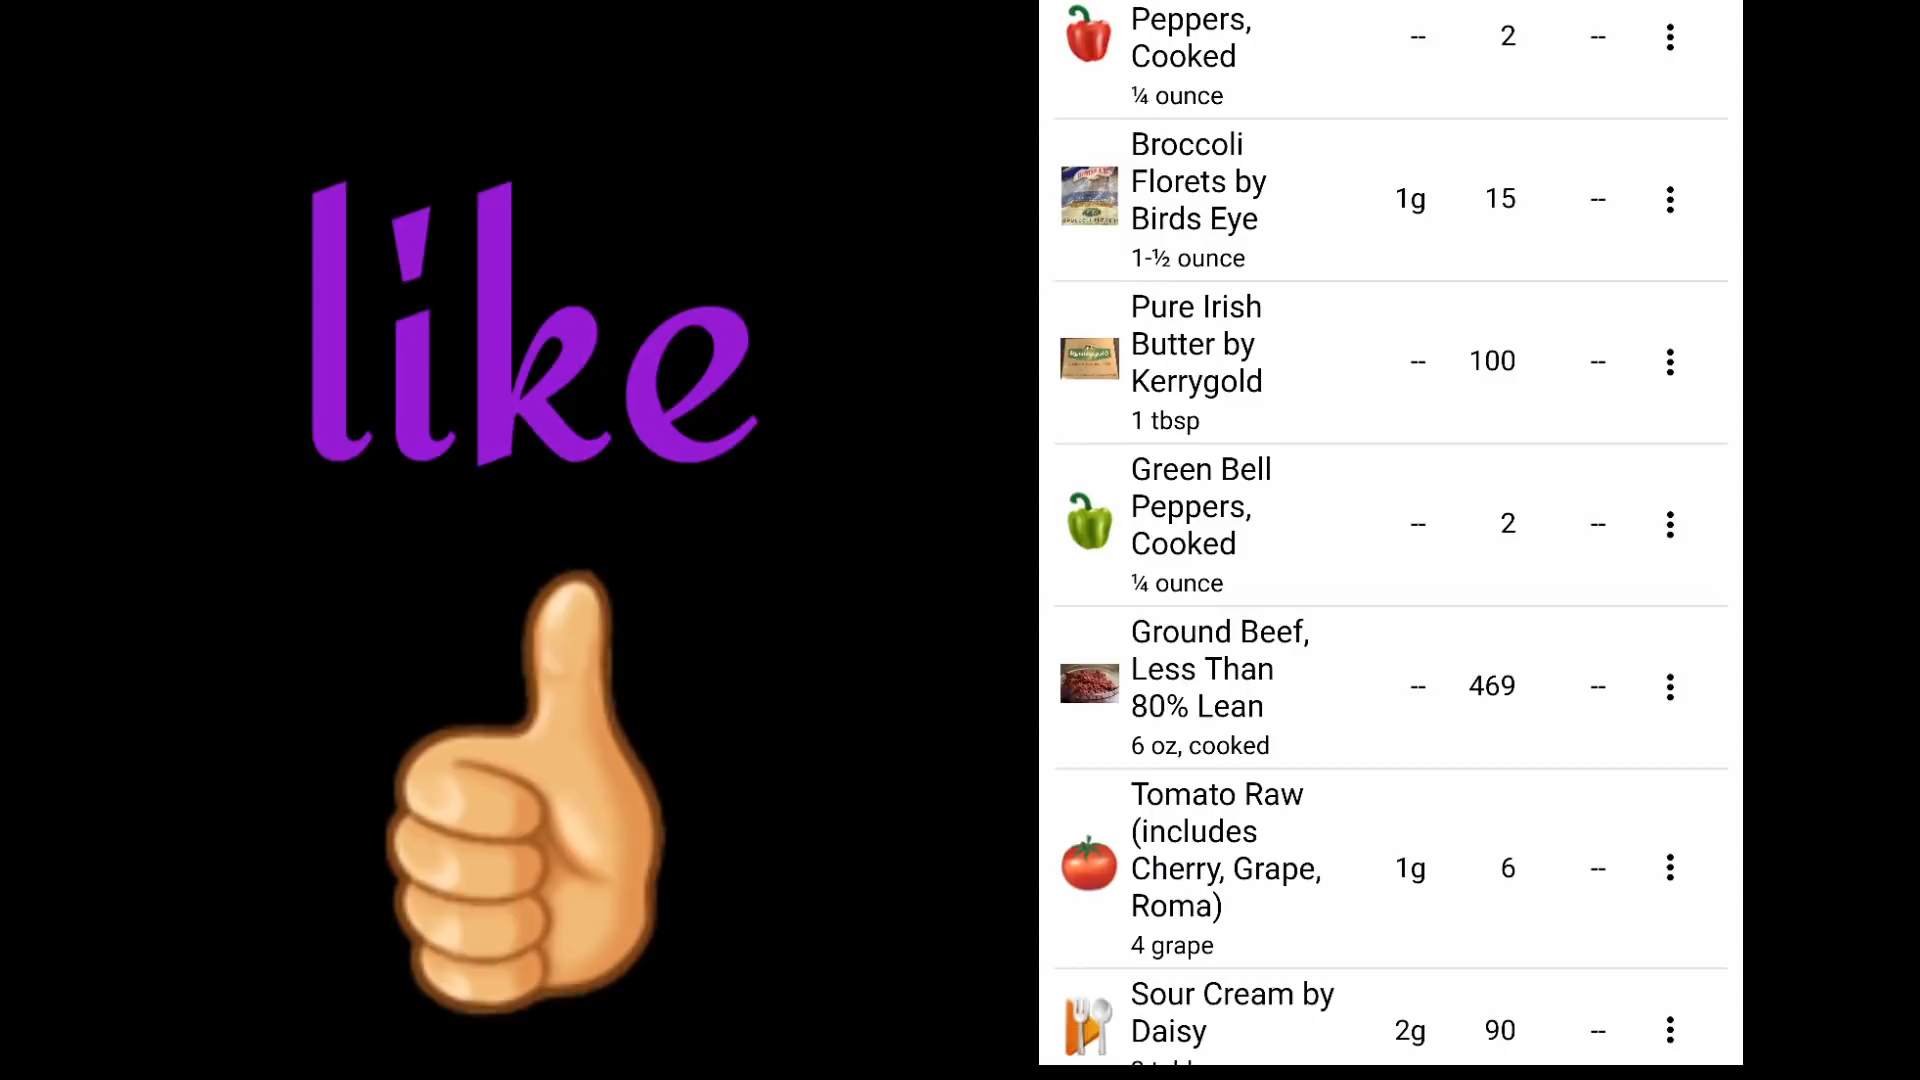 like
Peppers,
Cooked
-- 2 --
¼ ounce
Broccoli
Florets by
Birds Eye
1g 15 --
1-½ ounce
Pure Irish
Butter by
Kerrygold
-- 100 --
1 tbsp
Green Bell
Peppers,
Cooked
-- 2 --
¼ ounce
Ground Beef,
Less Than
80% Lean
-- 469 --
6 oz, cooked
Tomato Raw
(includes
Cherry, Grape,
Roma)
1g 6 --
4 grape
Sour Cream by
Daisy
2g 90 --